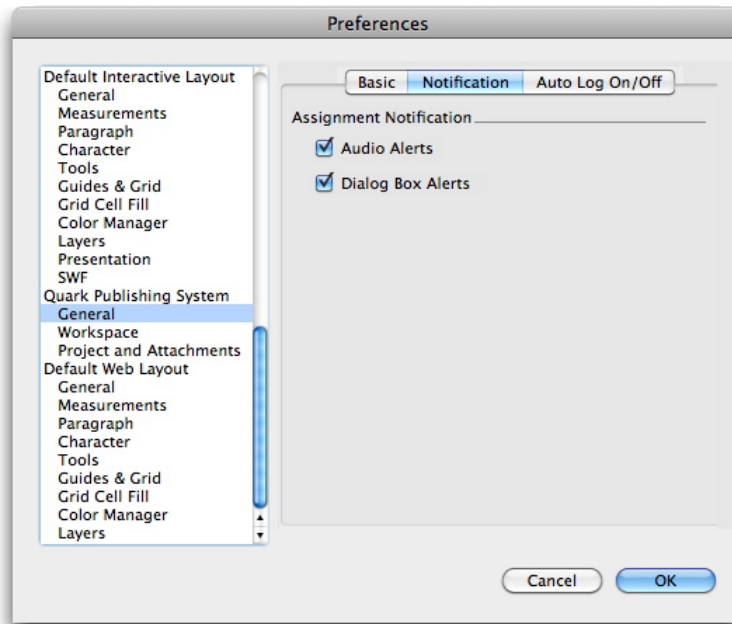 Preferences
Default Interactive Layout
General
Measurements
Paragraph
Character
Tools
Guides & Grid
Grid Cell Fill
Color Manager
Layers
Presentation
SWF
Quark Publishing System
General
Workspace
Project and Attachments
Default Web Layout
General
Measurements
Paragraph
Character
Tools
Guides & Grid
Grid Cell Fill
Color Manager
Layers
Basic Notification Auto Log On/Off
Assignment Notification
Audio Alerts
Dialog Box Alerts
Cancel OK